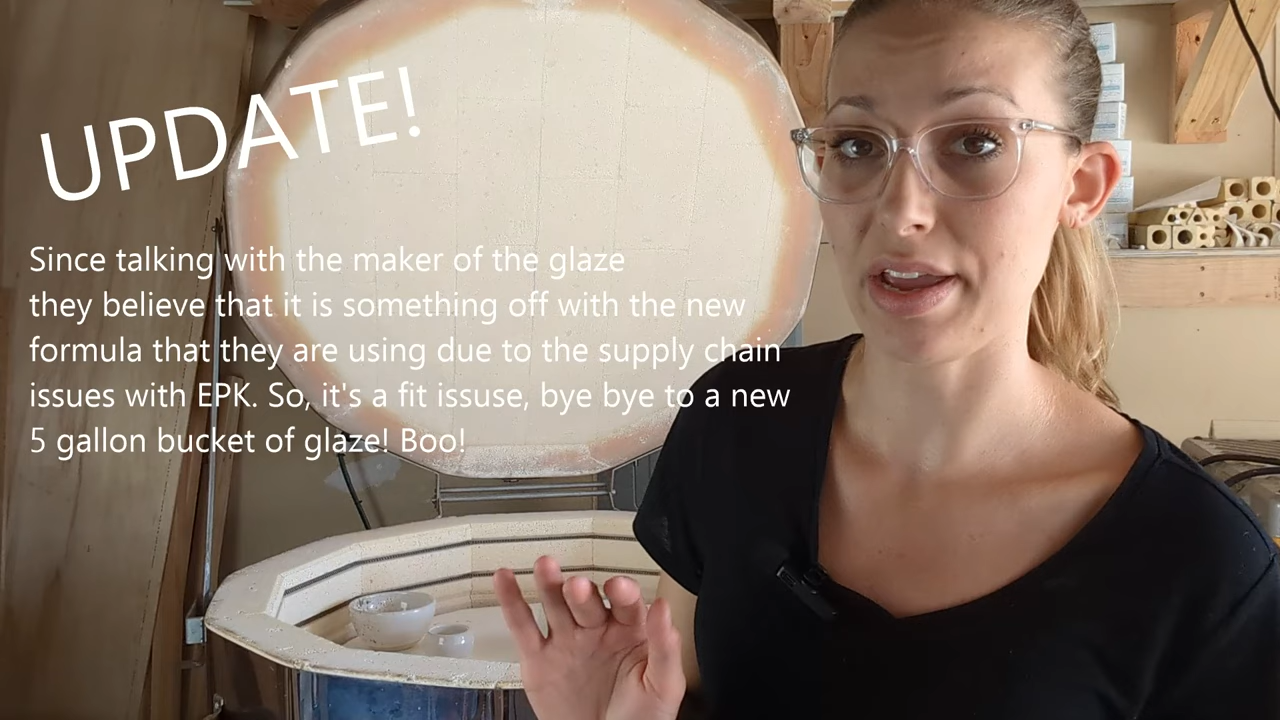 UPDATE!
Since talking with the maker of the glaze
they believe that it is something off with the new
formula that they are using due to the supply chain
issues with EPK. So, it's a fit issuse, bye bye to a new
5 gallon bucket of glaze! Boo!